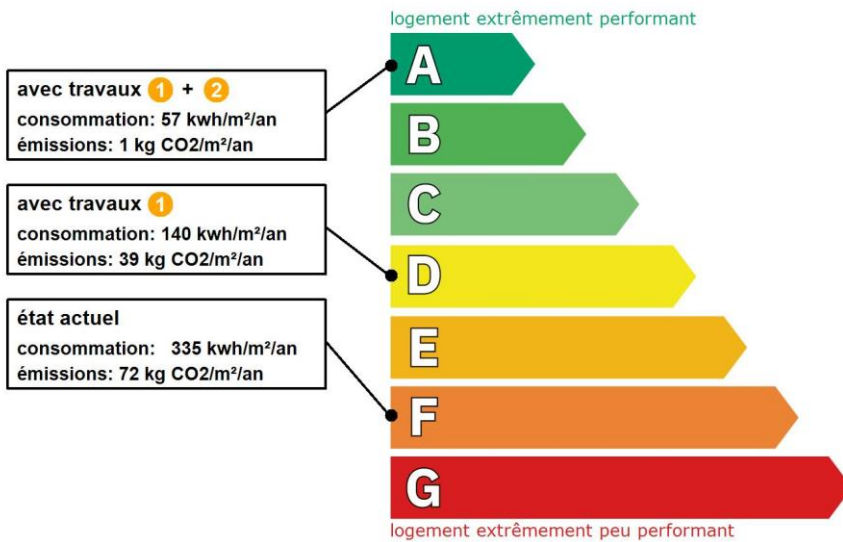 logement extrêmement performant
A
avec travaux 1 + 2
consommation: 57 kwh/m²/an
émissions: 1 kg CO2/m²/an
B
C
avec travaux 1
consommation: 140 kwh/m²/an
émissions: 39 kg CO2/m²/an
D
état actuel
consommation: 335 kwh/m²/an
émissions: 72 kg CO2/m²/an
E
F
G
logement extrêmement peu performant